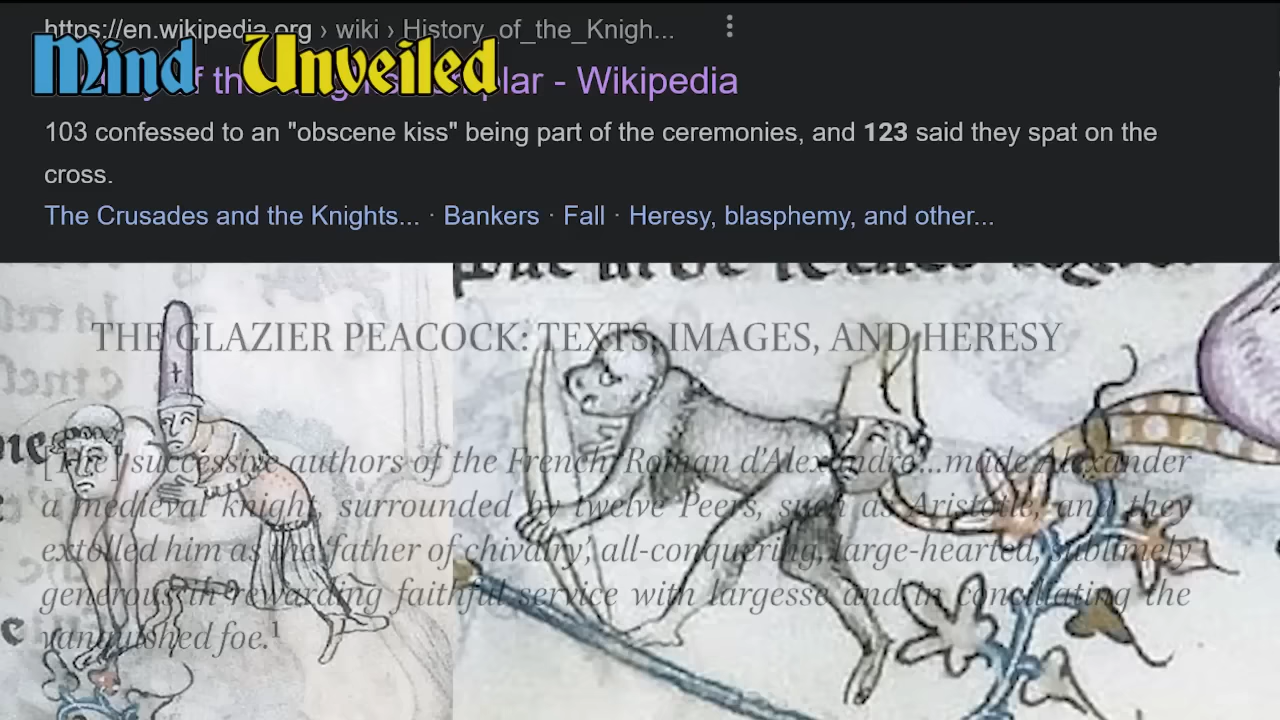 https://en.wikipedia.org › wiki › History_of_the_Knigh...
Mind Unveiled
plar - Wikipedia
103 confessed to an "obscene kiss" being part of the ceremonies, and 123 said they spat on the
cross.
The Crusades and the Knights... · Bankers · Fall · Heresy, blasphemy, and other...
THE GLAZIER PEACOCK: TEXTS, IMAGES, AND HERESY
[The] successive authors of the French Roman d'Alexandre...made Alexander
a medieval knight, surrounded by twelve Peers, such as Aristotle, and they
extolled him as the father of chivalry; all-conquering, large-hearted, sublimely
generous in rewarding faithful service with largesse and in conciliating the
vanquished foe.¹